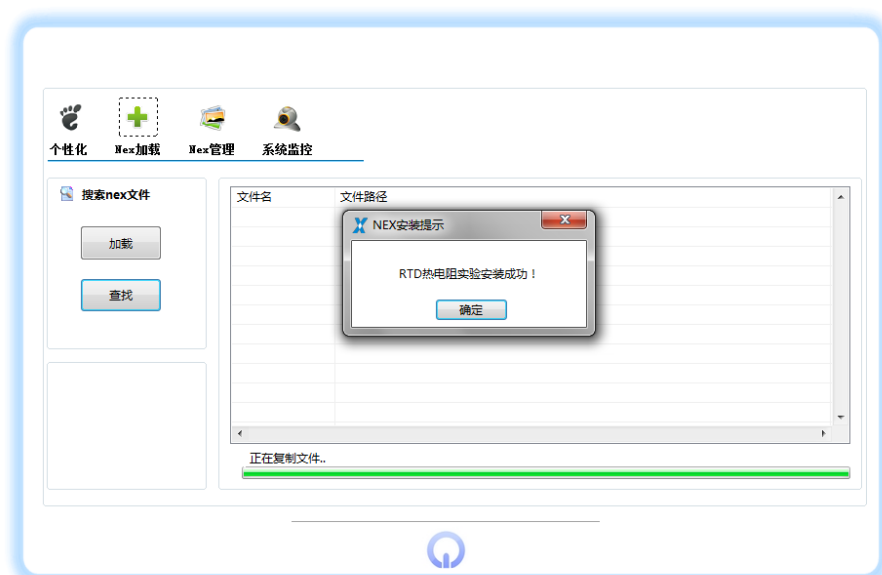 个性化 Nex加载 Nex管理 系统监控
搜索nex文件
加载
查找
文件名 文件路径
NEX安装提示
RTD热电阻实验安装成功！
确定
正在复制文件..